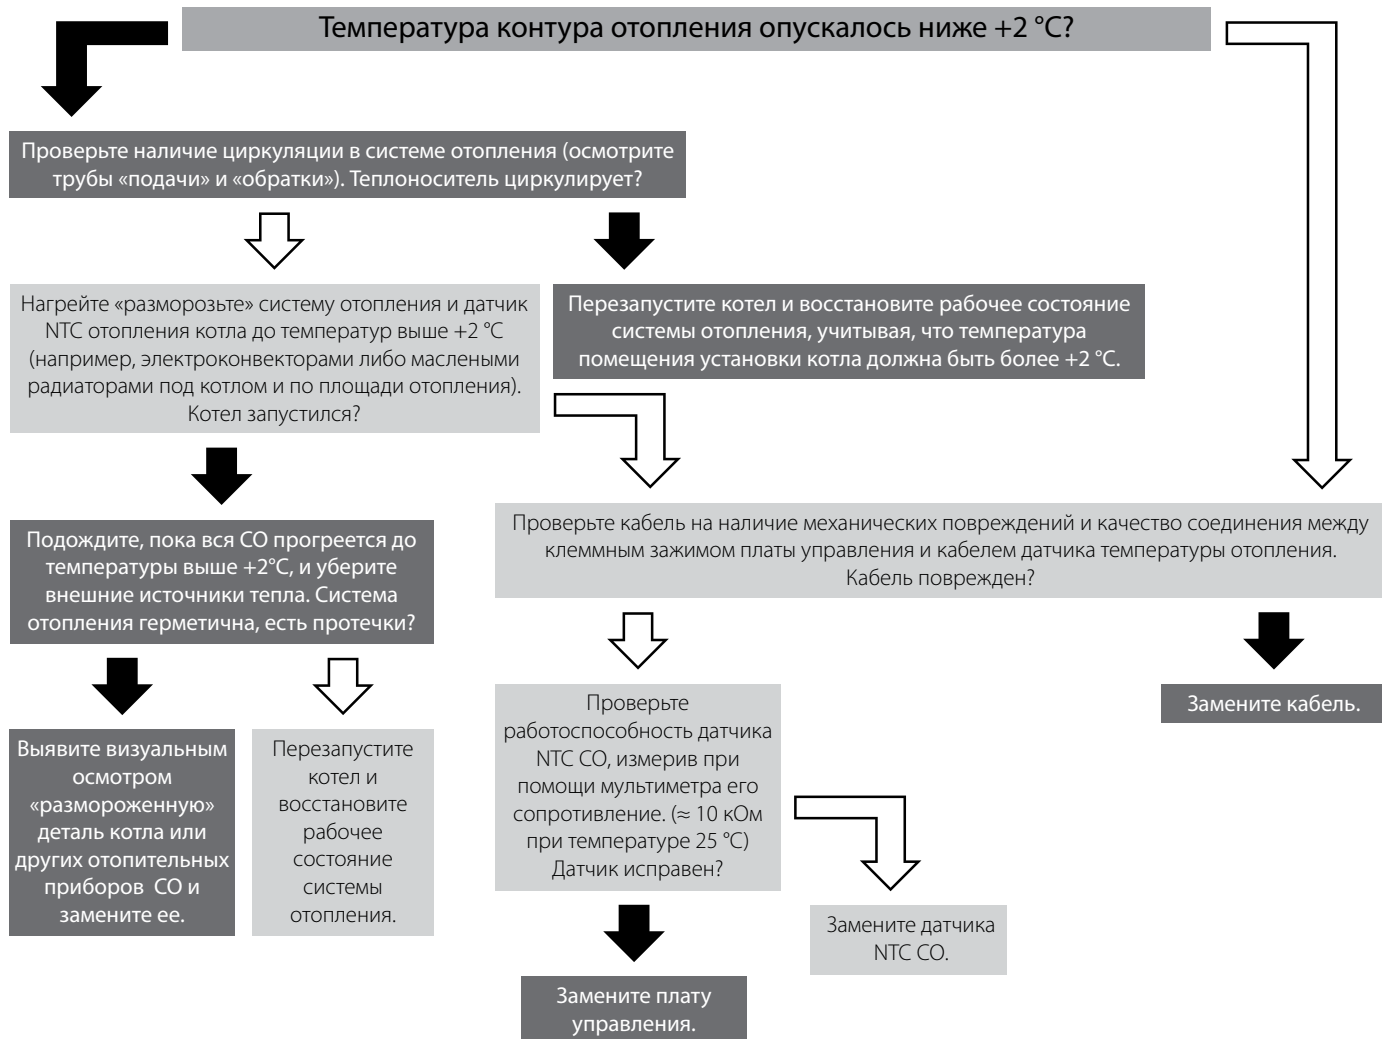 Температура контура отопления опускалось ниже +2 °C?
Проверьте наличие циркуляции в системе отопления (осмотрите
трубы «подачи» и «обратки»). Теплоноситель циркулирует?
Нагрейте «разморозьте» систему отопления и датчик
NTC отопления котла до температур выше +2 °C
(например, электроконвекторами либо маслеными
радиаторами под котлом и по площади отопления).
Котел запустился?
Перезапустите котел и восстановите рабочее состояние
системы отопления, учитывая, что температура
помещения установки котла должна быть более +2 °C.
Подождите, пока вся СО прогреется до
температуры выше +2°C, и уберите
внешние источники тепла. Система
отопления герметична, есть протечки?
Проверьте кабель на наличие механических повреждений и качество соединения между
клеммным зажимом платы управления и кабелем датчика температуры отопления.
Кабель поврежден?
Выявите визуальным
осмотром
«размороженную»
деталь котла или
других отопительных
приборов СО и
замените ее.
Перезапустите
котел и
восстановите
рабочее
состояние
системы
отопления.
Проверьте
работоспособность датчика
NTC СО, измерив при
помощи мультиметра его
сопротивление. (≈ 10 кОм
при температуре 25 °C)
Датчик исправен?
Замените кабель.
Замените датчика
NTC СО.
Замените плату
управления.